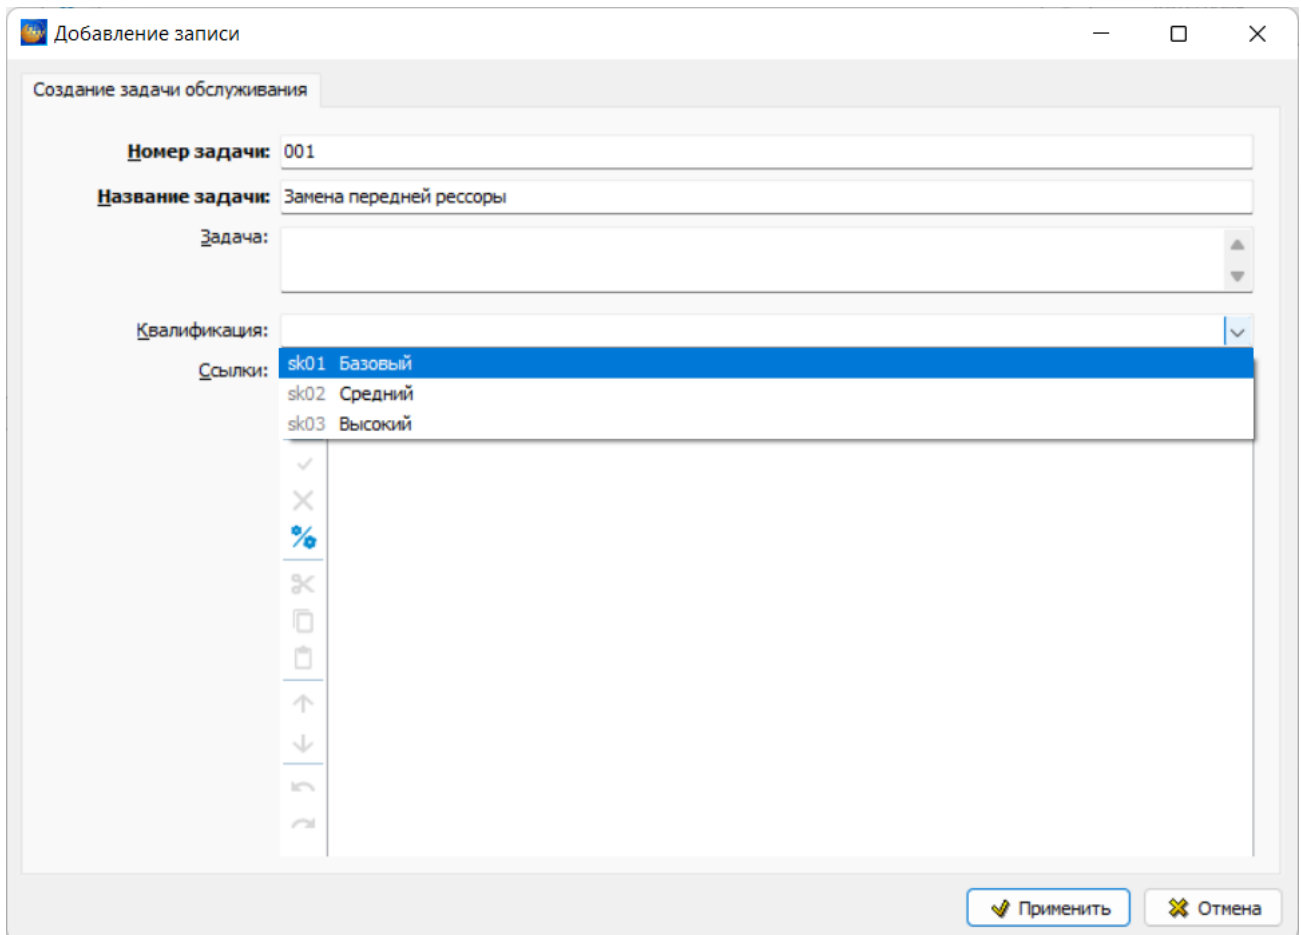 Добавление записи
Создание задачи обслуживания
Номер задачи: 001
Название задачи: Замена передней рессоры
Задача:
Квалификация:
Ссылки:
sk01 Базовый
sk02 Средний
sk03 Высокий
Применить
Отмена